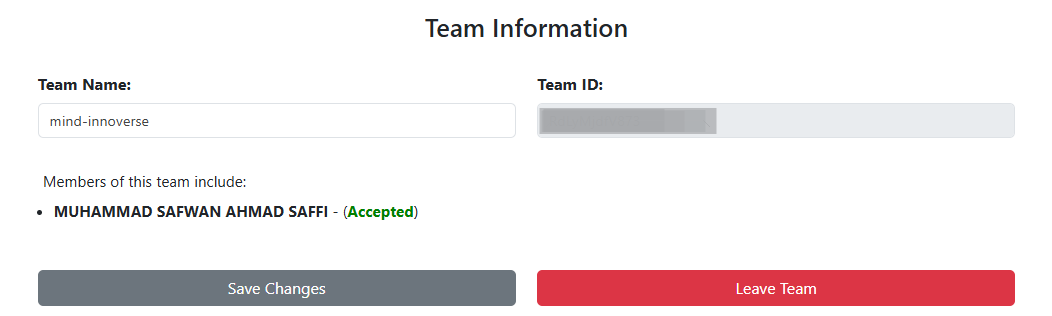 Team Information
Team Name:
Team ID:
mind-innoverse
Members of this team include:
MUHAMMAD SAFWAN AHMAD SAFFI - (Accepted)
Save Changes
Leave Team